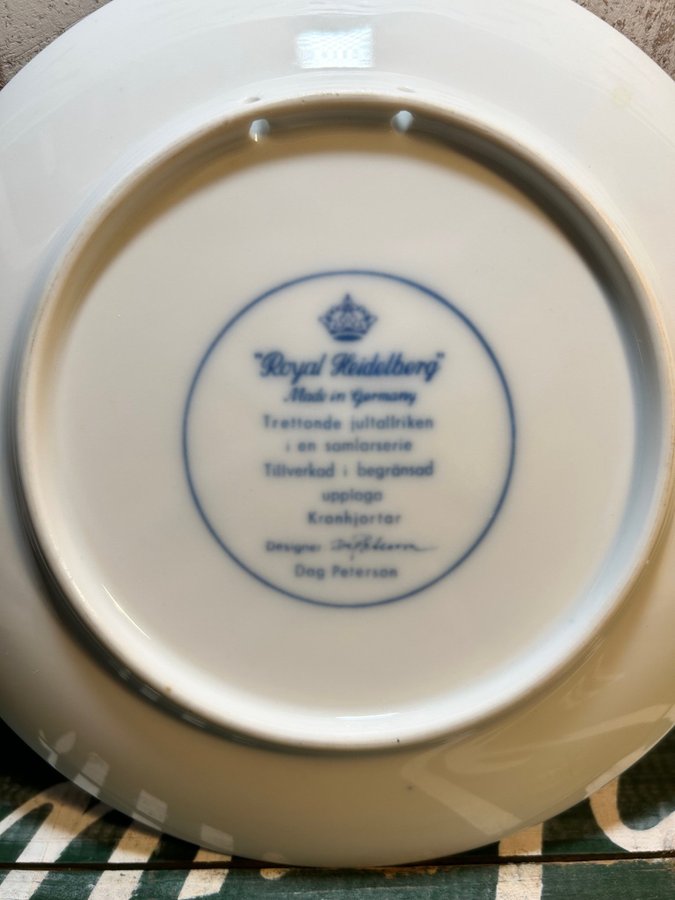 "Royal Heidelberg"
Made in Germany
Trettonde jultallriken
i en samlarserie
Tillverkad i begränsad
upplaga
Kronhjortar
Designer
Dag Peterson